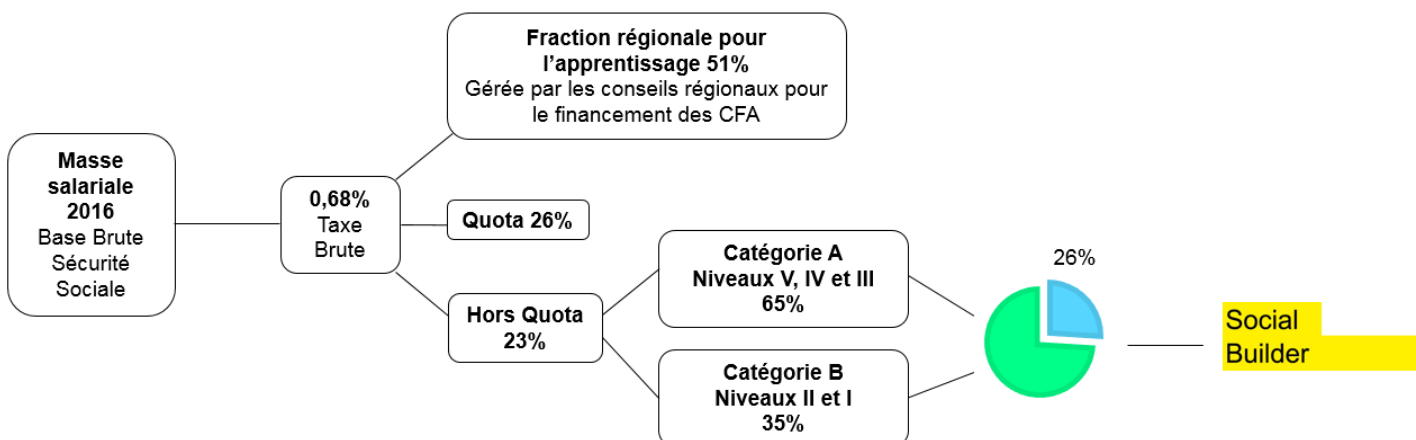 Masse
salariale
2016
Base Brute
Sécurité
Sociale
0,68%
Taxe
Brute
Fraction régionale pour
l’apprentissage 51%
Gérée par les conseils régionaux pour
le financement des CFA
Quota 26%
Hors Quota
23%
Catégorie A
Niveaux V, IV et III
65%
Catégorie B
Niveaux II et I
35%
26%
Social
Builder